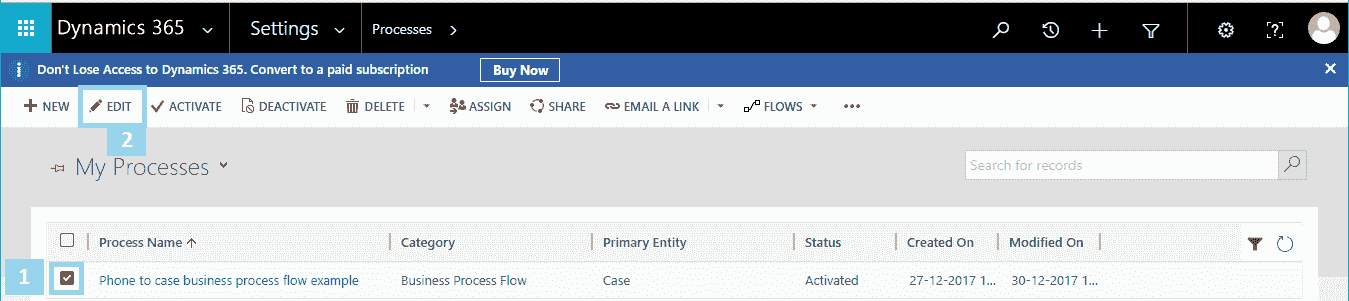 Dynamics 365 Settings Processes
Don't Lose Access to Dynamics 365. Convert to a paid subscription Buy Now
NEW EDIT ACTIVATE DEACTIVATE DELETE ASSIGN SHARE EMAIL A LINK FLOWS
2
My Processes
Search for records
Process Name Category Primary Entity Status Created On Modified On
1 Phone to case business process flow example Business Process Flow Case Activated 27-12-2017 1... 30-12-2017 1...